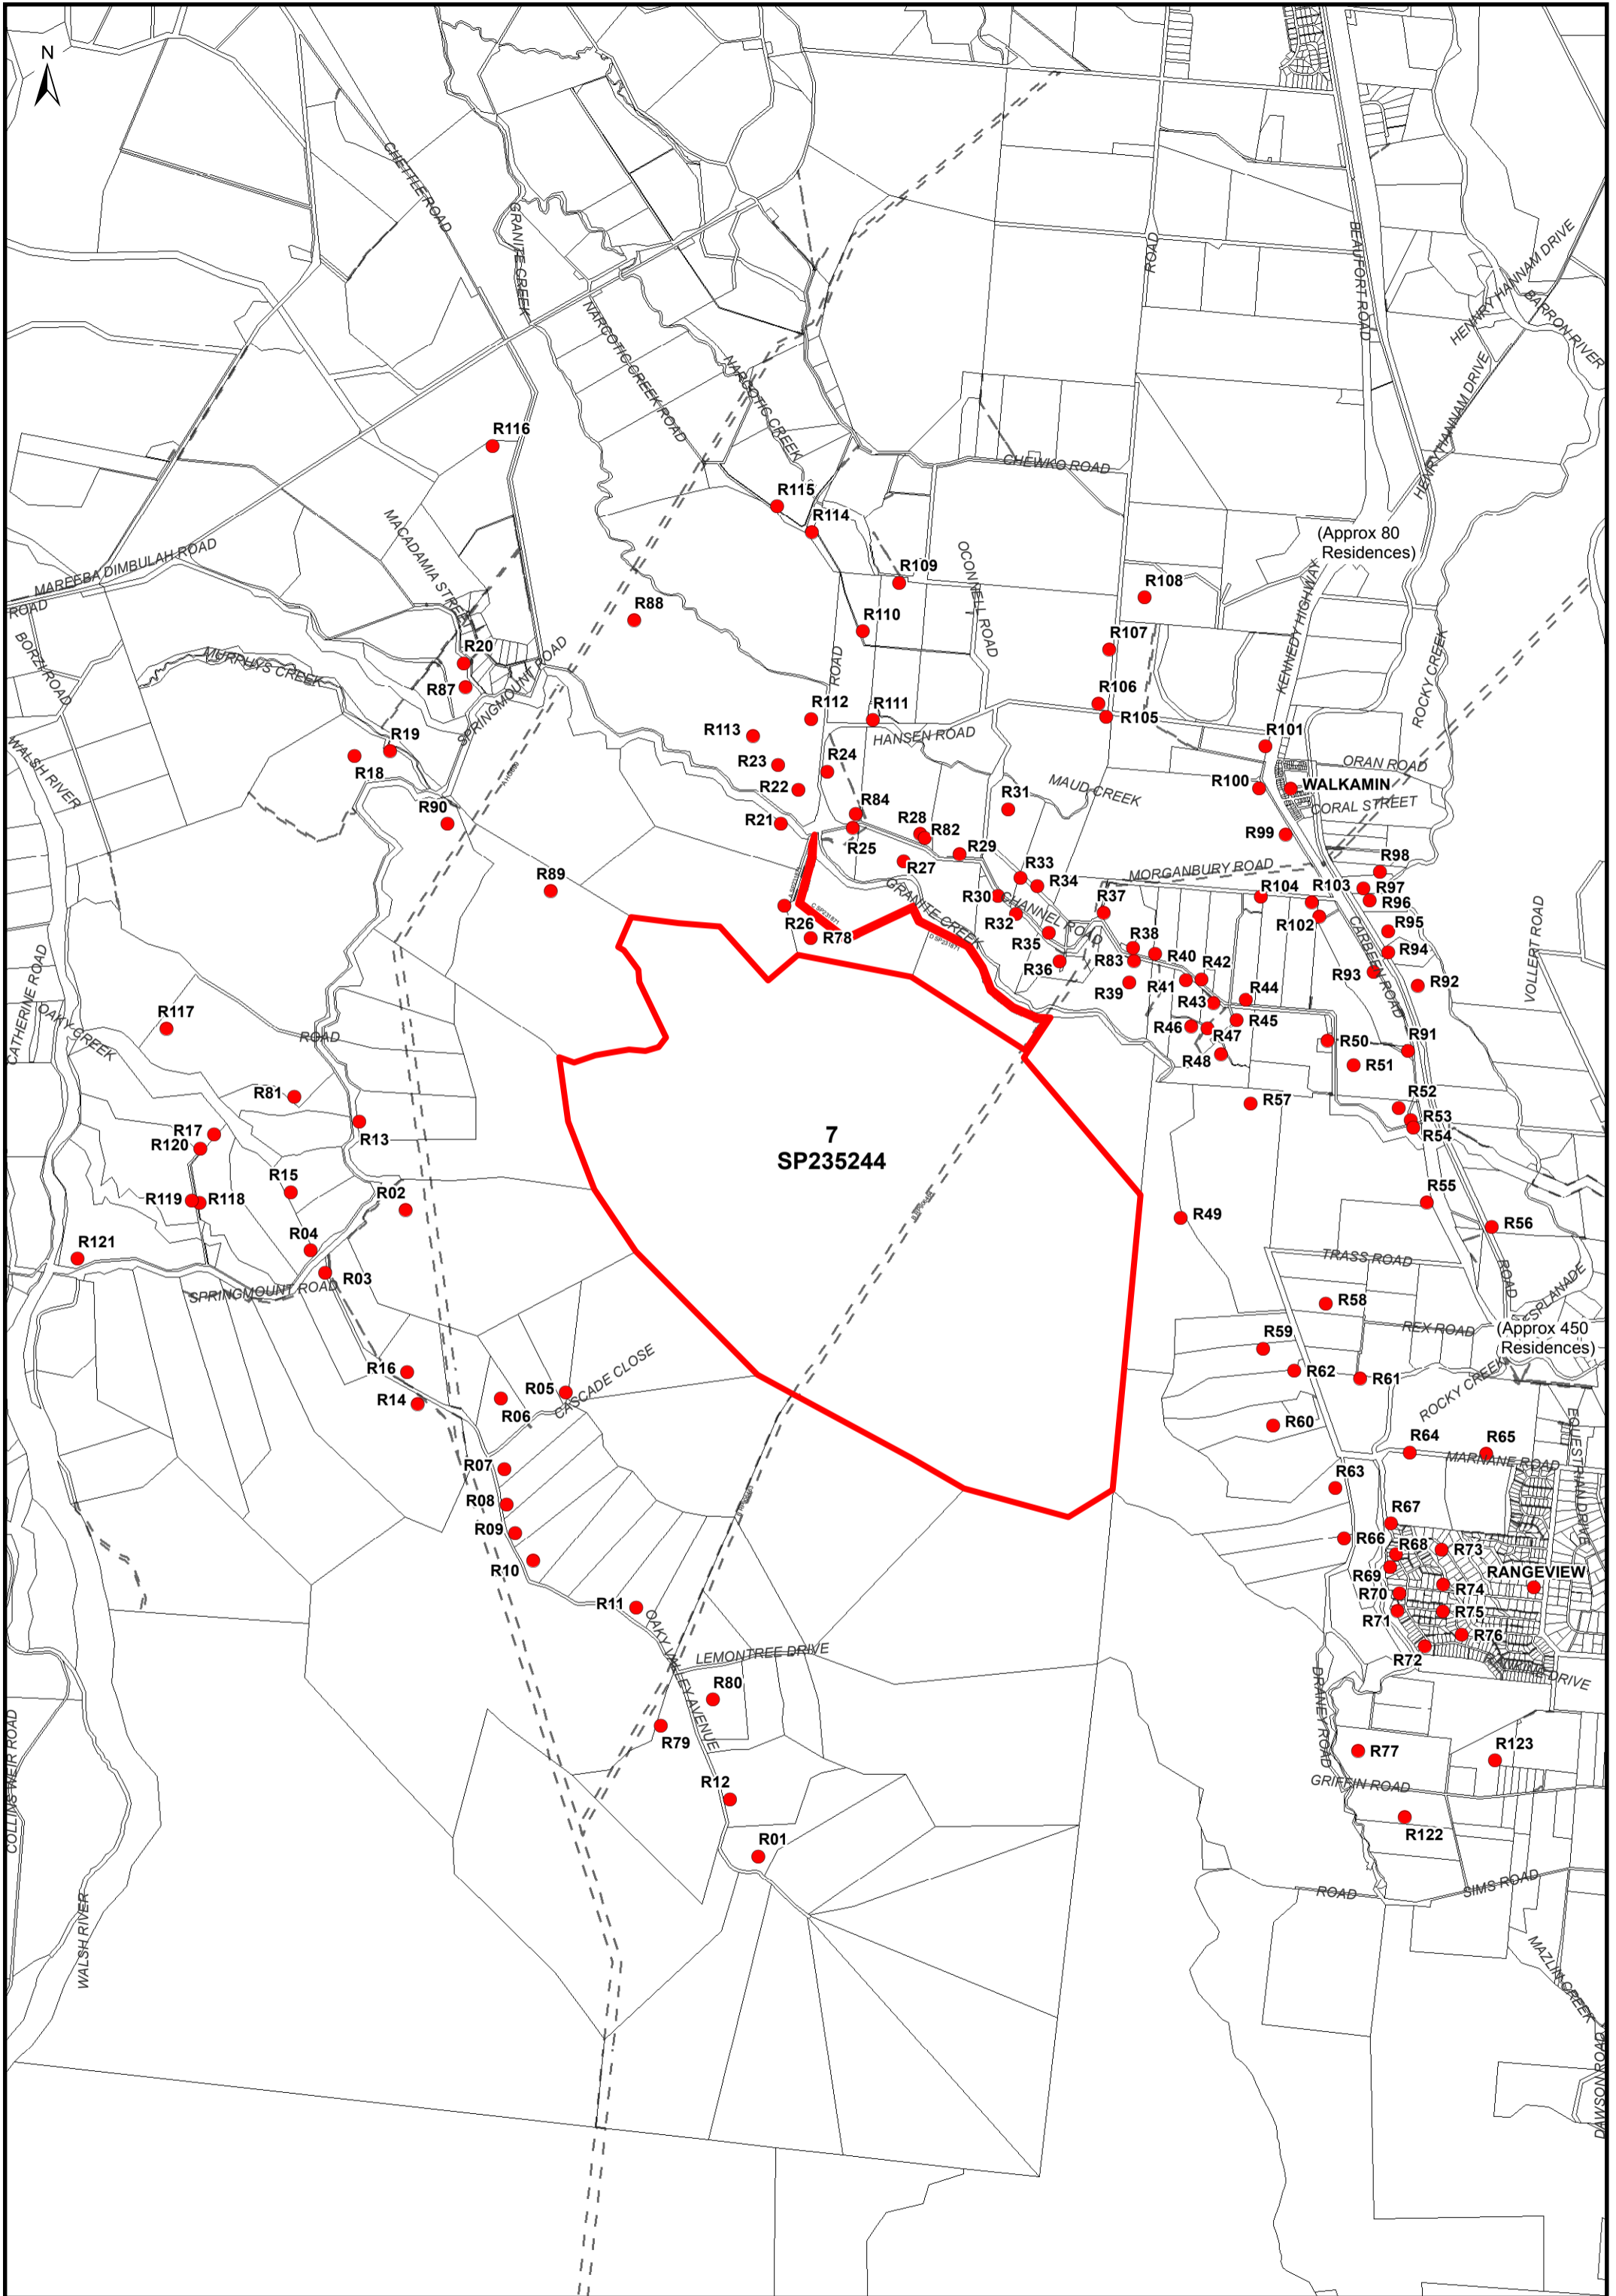 N
CHETTLE ROAD
GRANITE CREEK
NARCOTIC CREEK ROAD
NARCOTIC CREEK
ROAD
BEAUFORT ROAD
HENNRY HANNAM DRIVE
BARRON RIVER
HENRY HANNAM DRIVE
HENRY HANNAM DRIVE
R116
CHEWKO ROAD
R115
R114
MACADAMIA STREET
(Approx 80
Residences)
MAREEBA DIMBULAH ROAD
ROAD
OCONNELL ROAD
R109
R108
KENNEDY HIGHWAY
R88
R110
BORZI ROAD
MURPHYS CREEK
R20
R87
SPRINGMOUNT ROAD
ROAD
R107
ROCKY CREEK
R106
R105
R112
R111
R113
HANSEN ROAD
R101
R19
R18
WALSH RIVER
R23
R24
R22
MAUD CREEK
ORAN ROAD
R100
WALKAMIN
CORAL STREET
R90
R84
R31
R21
R28
R82
R25
R99
R29
R27
MORGANBURY ROAD
R98
R89
R33
R34
R104
R103
R97
R96
GRANITE CREEK
R30
CHANNEL ROAD
R37
R26
R32
R102
VOLLERT ROAD
R78
R35
CARBEEN ROAD
R95
R38
R94
CATHERINE ROAD
R36
R83
R40
R93
R92
R39
R41
R42
R43
R44
R117
OAKY CREEK
ROAD
R46
R47
R45
R50
R91
R48
R51
R81
R57
R52
R53
R54
R17
R13
7
SP235244
R120
R15
R02
R119
R118
R55
R49
R56
R04
R121
TRASS ROAD
R03
SPRINGMOUNT ROAD
ROAD
ESPLANADE
R58
REX ROAD
(Approx 450
Residences)
R59
R16
R62
R61
R14
R05
R06
CASCADE CLOSE
ROCKY CREEK
R60
EQUESTRIAN DRIVE
R64
R65
MARNANE ROAD
R07
R63
R08
R09
R67
R66
R68
R73
R10
R69
RANGEVIEW
R70
R74
R11
R71
R75
OAKY VALLEY AVENUE
LEMONTREE DRIVE
R76
R72
R80
DRANEY ROAD
COLLINS WEIR ROAD
R79
R77
R123
R12
GRIFFIN ROAD
R122
R01
WALSH RIVER
ROAD
SIMS ROAD
MAZLIN CREEK
DAWSON ROAD